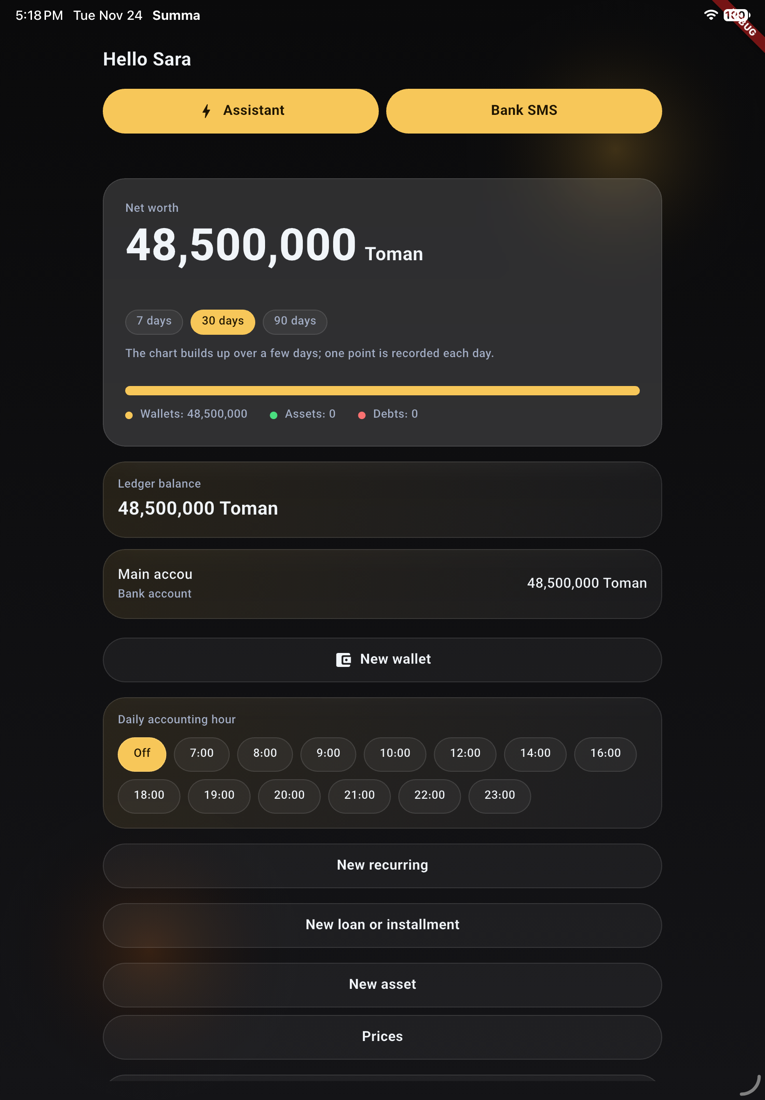 5:18 PM Tue Nov 24 Summa
Hello Sara
Assistant
Bank SMS
Net worth
48,500,000 Toman
7 days 30 days 90 days
The chart builds up over a few days; one point is recorded each day.
Wallets: 48,500,000 Assets: 0 Debts: 0
Ledger balance
48,500,000 Toman
Main accou
Bank account
48,500,000 Toman
New wallet
Daily accounting hour
Off 7:00 8:00 9:00 10:00 12:00 14:00 16:00
18:00 19:00 20:00 21:00 22:00 23:00
New recurring
New loan or installment
New asset
Prices